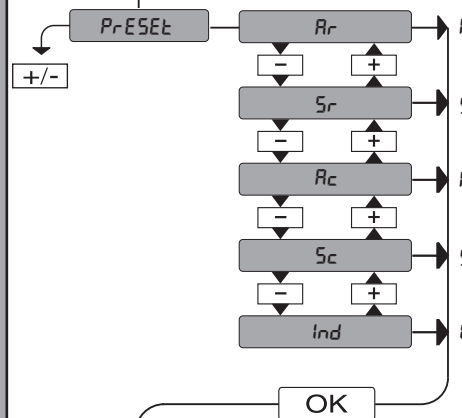 PrESEt
Ar
- +
+/-
Sr
- +
Ac
- +
Sc
- +
Ind
OK